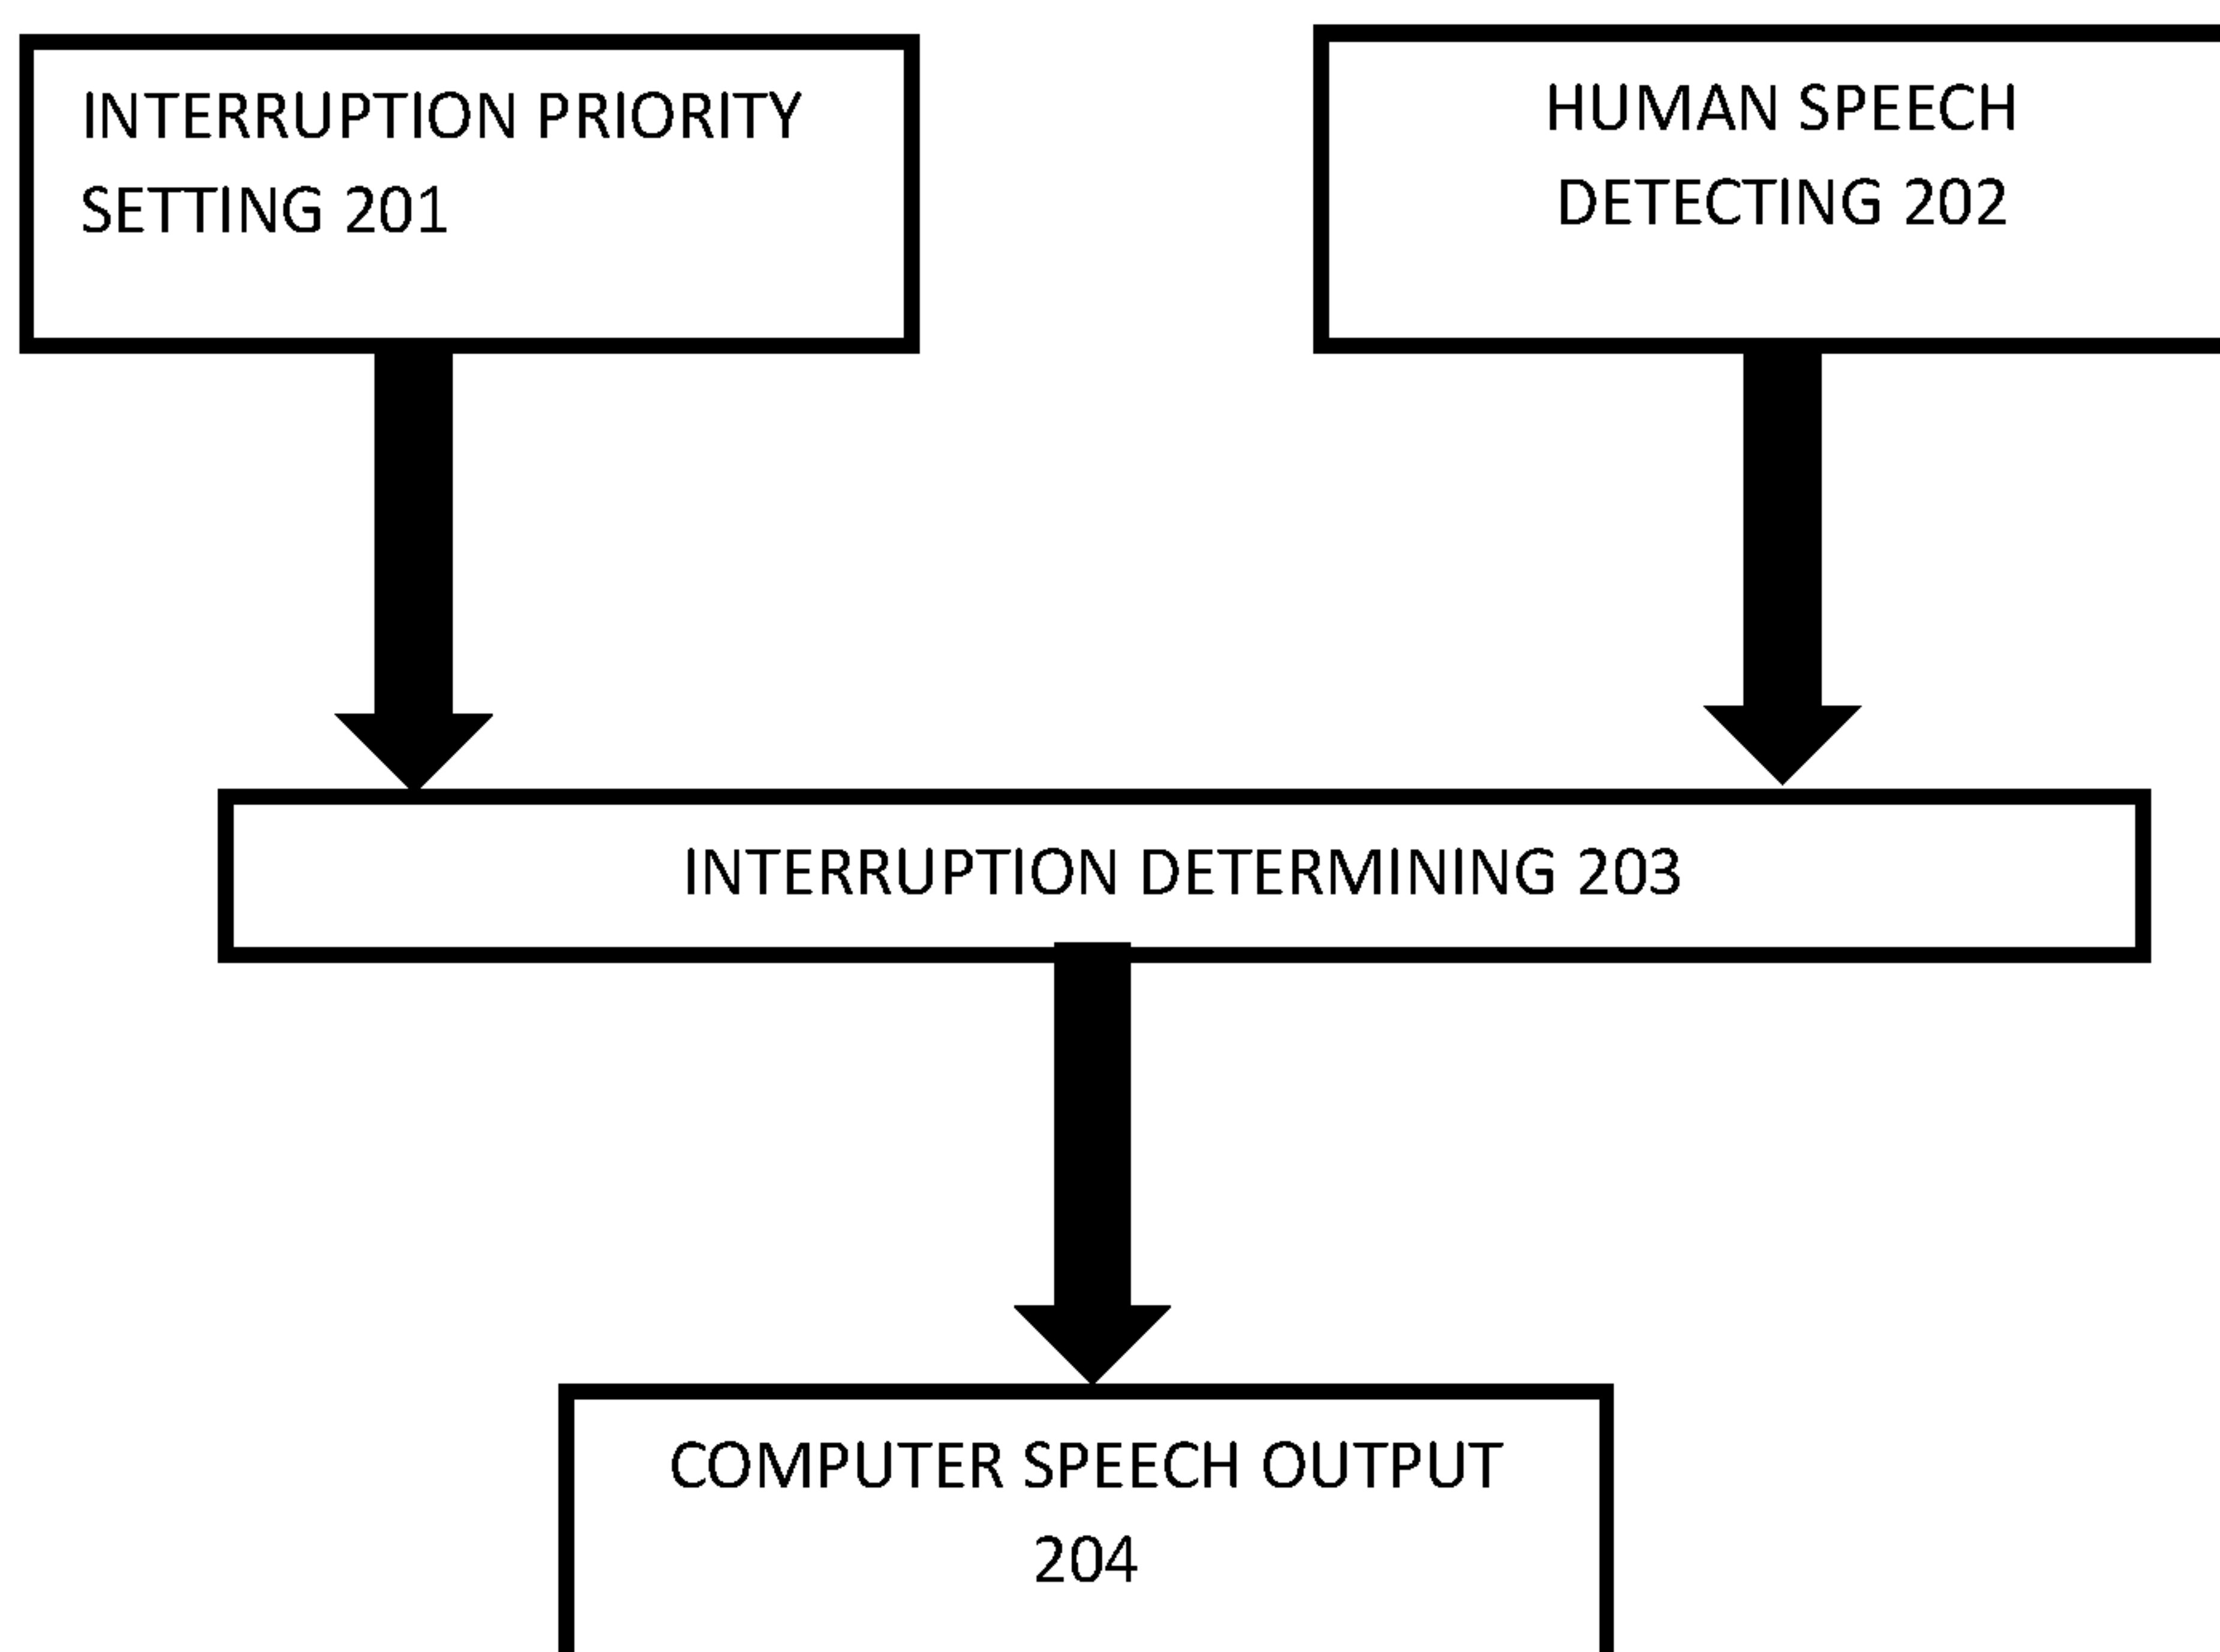 INTERRUPTION PRIORITY
SETTING 201
HUMAN SPEECH
DETECTING 202
INTERRUPTION DETERMINING 203
COMPUTER SPEECH OUTPUT
204